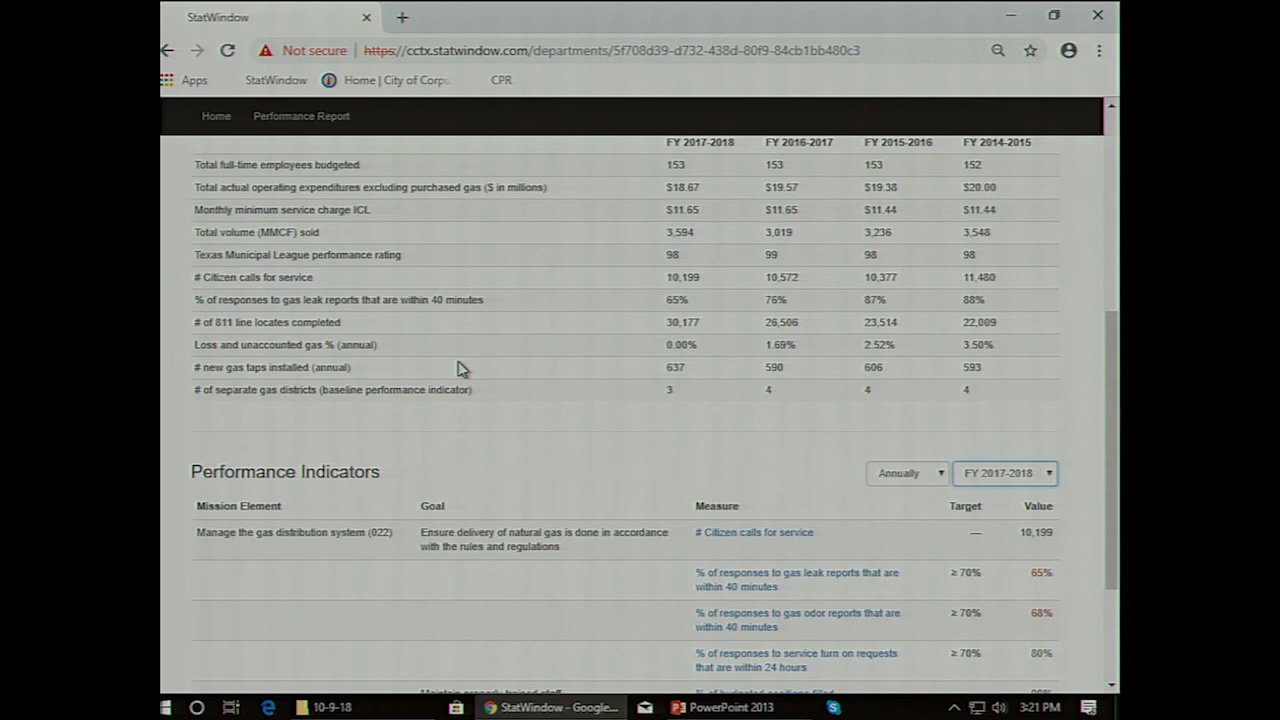 StatWindow
Not secure https://cctx.statwindow.com/departments/5f708d39-d732-438d-80f9-84cb1bb480c3
Apps StatWindow Home | City of Corpu CPR
Home Performance Report
FY 2017-2018 FY 2016-2017 FY 2015-2016 FY 2014-2015
Total full-time employees budgeted 153 153 153 152
Total actual operating expenditures excluding purchased gas ($ in millions) $18.67 $19.57 $19.38 $20.00
Monthly minimum service charge ICL $11.65 $11.65 $11.44 $11.44
Total volume (MMCF) sold 3,594 3,019 3,236 3,548
Texas Municipal League performance rating 98 99 98 98
# Citizen calls for service 10,199 10,572 10,377 11,480
% of responses to gas leak reports that are within 40 minutes 65% 76% 87% 88%
# of 811 line locates completed 30,177 26,506 23,514 22,009
Loss and unaccounted gas % (annual) 0.00% 1.69% 2.52% 3.50%
# new gas taps installed (annual) 637 590 606 593
# of separate gas districts (baseline performance indicator) 3 4 4 4
Performance Indicators Annually FY 2017-2018
Mission Element Goal Measure Target Value
Manage the gas distribution system (022) Ensure delivery of natural gas is done in accordance # Citizen calls for service — 10,199
with the rules and regulations
% of responses to gas leak reports that are ≥ 70% 65%
within 40 minutes
% of responses to gas odor reports that are ≥ 70% 68%
within 40 minutes
% of responses to service turn on requests ≥ 70% 80%
that are within 24 hours
Maintain properly trained staff % of budgeted positions filled
10-9-18 StatWindow - Google... PowerPoint 2013 3:21 PM